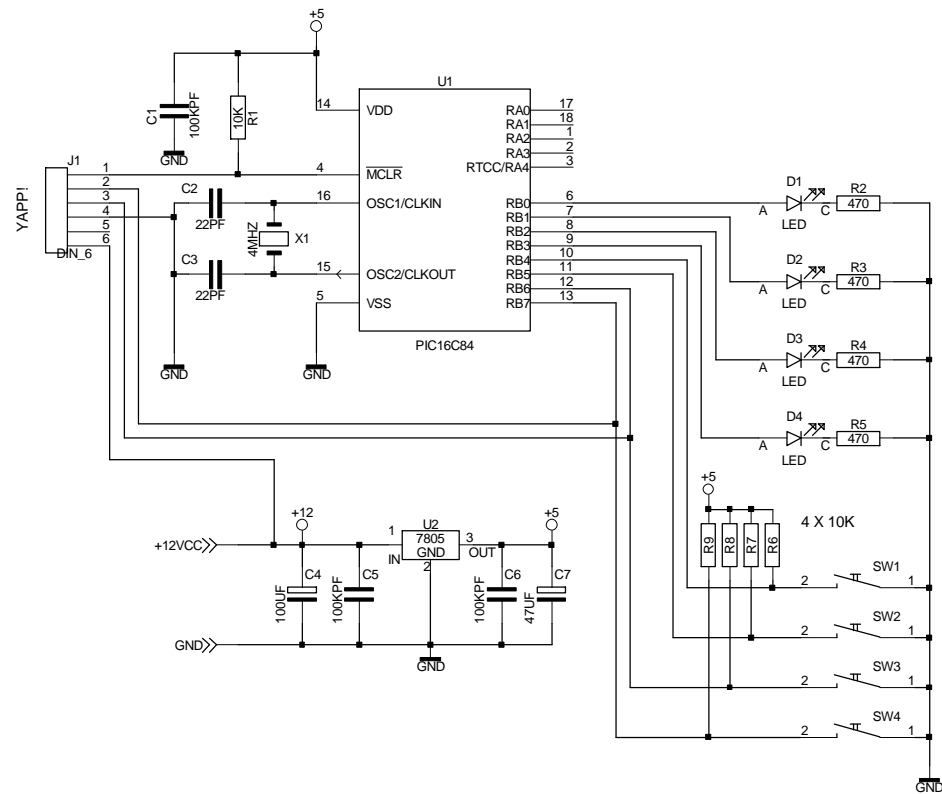 +5
U1
C1
100KPF
10K
R1
14
VDD
RA0
17
RA1
18
RA2
1
RA3
2
RTCC/RA4
3
GND
J1
YAPP!
1
2
3
4
5
6
DIN_6
4
MCLR
16
OSC1/CLKIN
C2
22PF
4MHZ
X1
C3
22PF
15
OSC2/CLKOUT
5
VSS
RB0
6
RB1
7
RB2
8
RB3
9
RB4
10
RB5
11
RB6
12
RB7
13
PIC16C84
GND
GND
D1
A
C
LED
R2
470
D2
A
C
LED
R3
470
D3
A
C
LED
R4
470
D4
A
C
LED
R5
470
+5
R9
R8
R7
R6
4 X 10K
+12
+12VCC
1
IN
U2
7805
GND
2
3
OUT
+5
C4
100UF
C5
100KPF
C6
100KPF
C7
47UF
GND
GND
SW1
2
1
SW2
2
1
SW3
2
1
SW4
2
1
GND